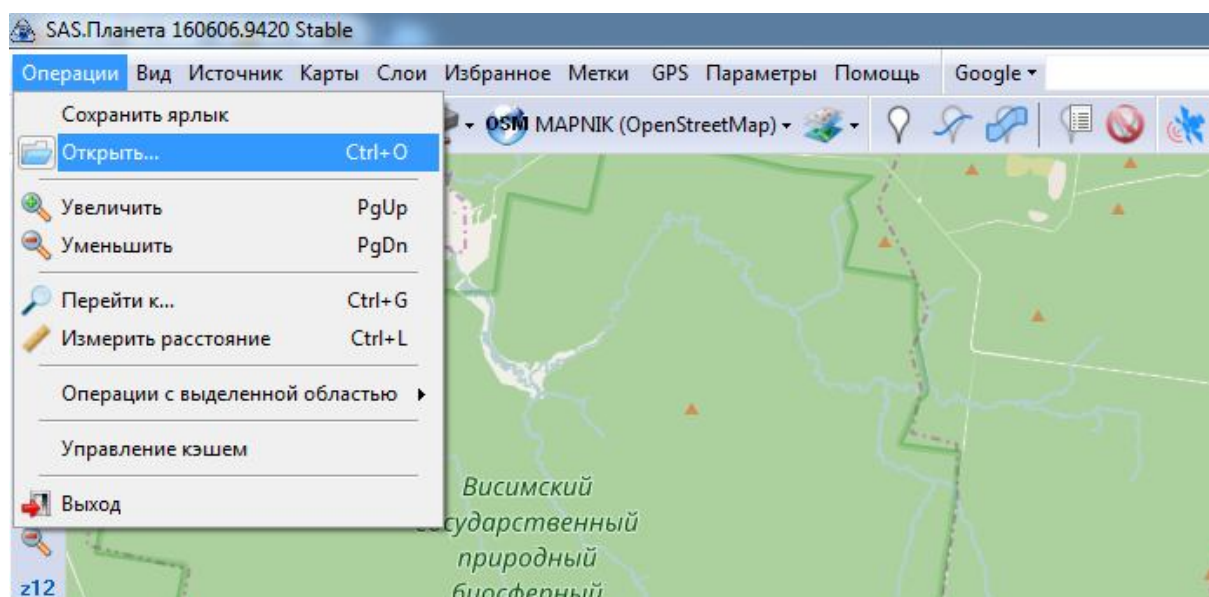 SAS.Планета 160606.9420 Stable
Операции Вид Источник Карты Слои Избранное Метки GPS Параметры Помощь Google
Сохранить ярлык
OSM MAPNIK (OpenStreetMap)
Открыть... Ctrl+O
Увеличить PgUp
Уменьшить PgDn
Перейти к... Ctrl+G
Измерить расстояние Ctrl+L
Операции с выделенной областью
Управление кэшем
Выход
Висимский
государственный
природный
биосферный
z12